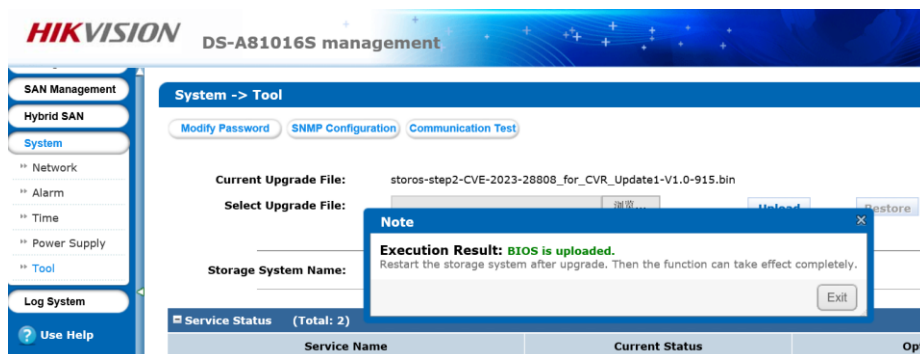 HIKVISION
DS-A81016S management
SAN Management
Hybrid SAN
System
Network
Alarm
Time
Power Supply
Tool
Log System
Use Help
System -> Tool
Modify Password SNMP Configuration Communication Test
Current Upgrade File: storos-step2-CVE-2023-28808_for_CVR_Update1-V1.0-915.bin
Select Upgrade File: 浏览... Upload Restore
Note
Execution Result: BIOS is uploaded.
Restart the storage system after upgrade. Then the function can take effect completely.
Exit
Storage System Name:
Service Status (Total: 2)
Service Name Current Status Op